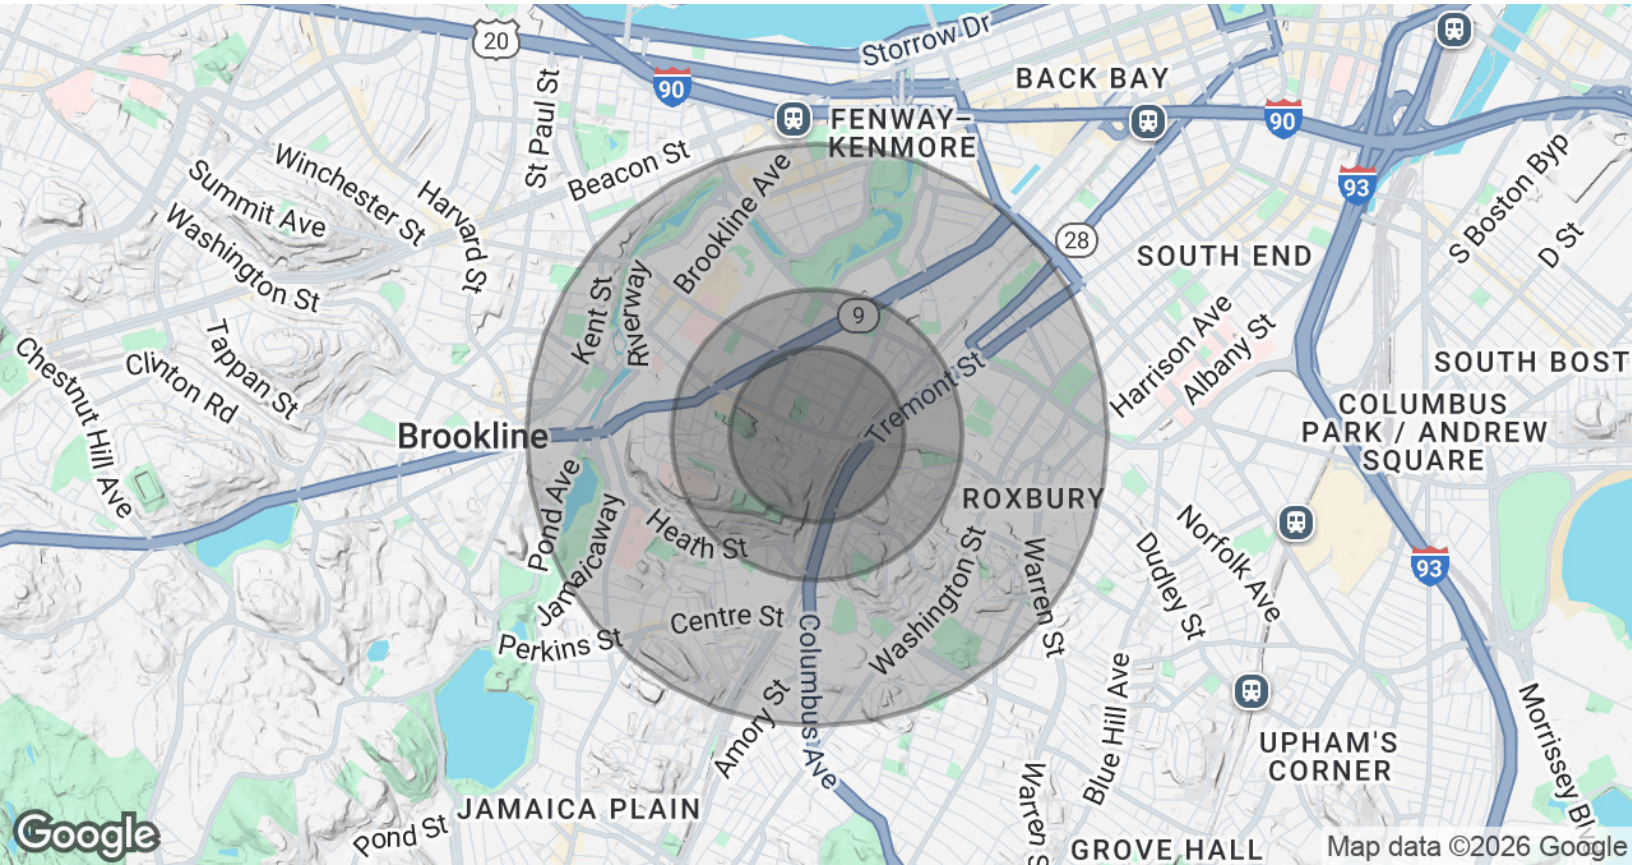 Storrow Dr
20
90
BACK BAY
FENWAY–
KENMORE
90
St Paul St
Beacon St
Brookline Ave
93
S Boston Byp
D St
Winchester St
Summit Ave
Harvard St
Washington St
28
SOUTH END
Kent St
Riverway
9
Harrison Ave
Albany St
SOUTH BOST
Chestnut Hill Ave
Clinton Rd
Tappan St
Tremont St
COLUMBUS
PARK / ANDREW
SQUARE
Brookline
ROXBURY
Pond Ave
Jamaicaway
Heath St
Washington St
Warren St
Dudley St
Norfolk Ave
93
Perkins St
Centre St
Columbus Ave
Amory St
Blue Hill Ave
Morrissey Bl
UPHAM'S
CORNER
JAMAICA PLAIN
Pond St
Warren S
GROVE HALL
Google
Map data ©2026 Google